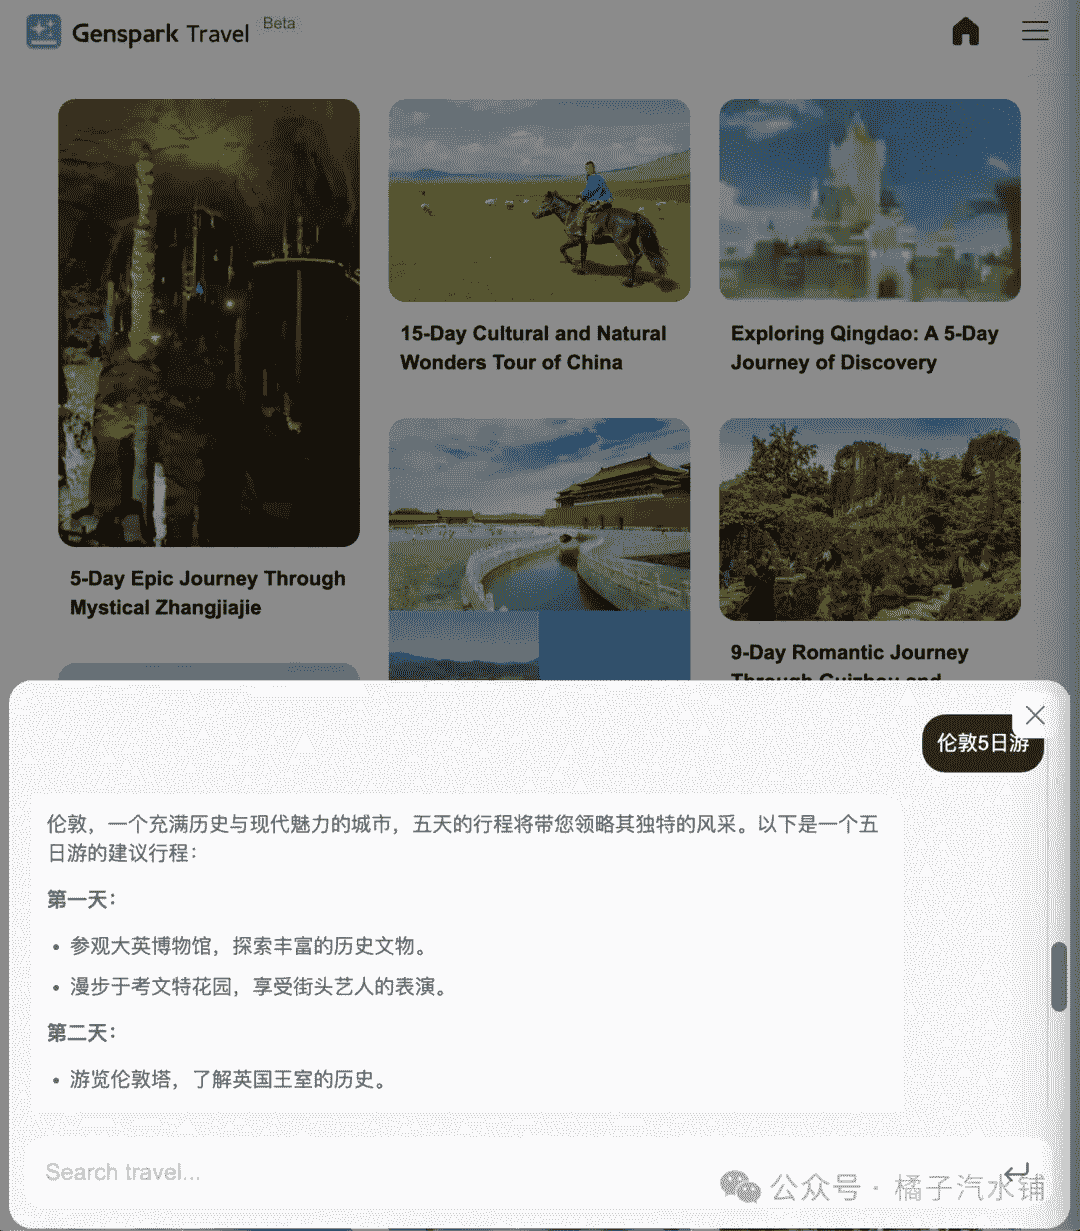 Genspark Travel Beta
15-Day Cultural and Natural
Wonders Tour of China
Exploring Qingdao: A 5-Day
Journey of Discovery
5-Day Epic Journey Through
Mystical Zhangjiajie
9-Day Romantic Journey
Through Guizhou and
伦敦5日游
伦敦，一个充满历史与现代魅力的城市，五天的行程将带您领略其独特的风采。以下是一个五
日游的建议行程：
第一天：
• 参观大英博物馆，探索丰富的历史文物。
• 漫步于考文特花园，享受街头艺人的表演。
第二天：
• 游览伦敦塔，了解英国王室的历史。
Search travel...
公众号 · 橘子汽水铺